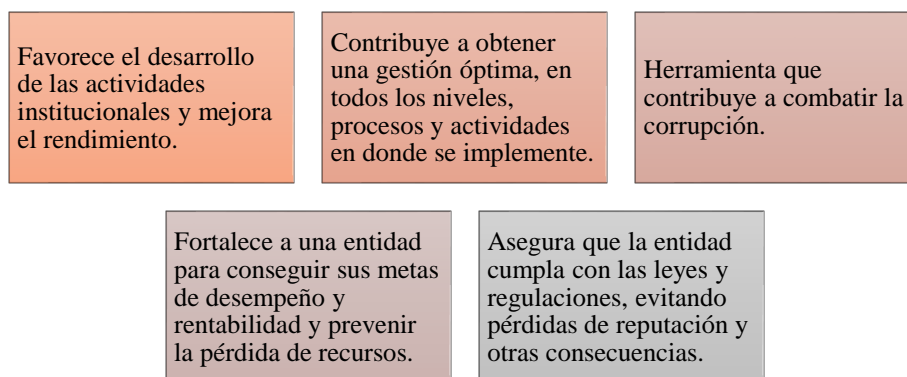 Favorece el desarrollo
de las actividades
institucionales y mejora
el rendimiento.
Contribuye a obtener
una gestión óptima, en
todos los niveles,
procesos y actividades
en donde se implemente.
Herramienta que
contribuye a combatir la
corrupción.
Fortalece a una entidad
para conseguir sus metas
de desempeño y
rentabilidad y prevenir
la pérdida de recursos.
Asegura que la entidad
cumpla con las leyes y
regulaciones, evitando
pérdidas de reputación y
otras consecuencias.